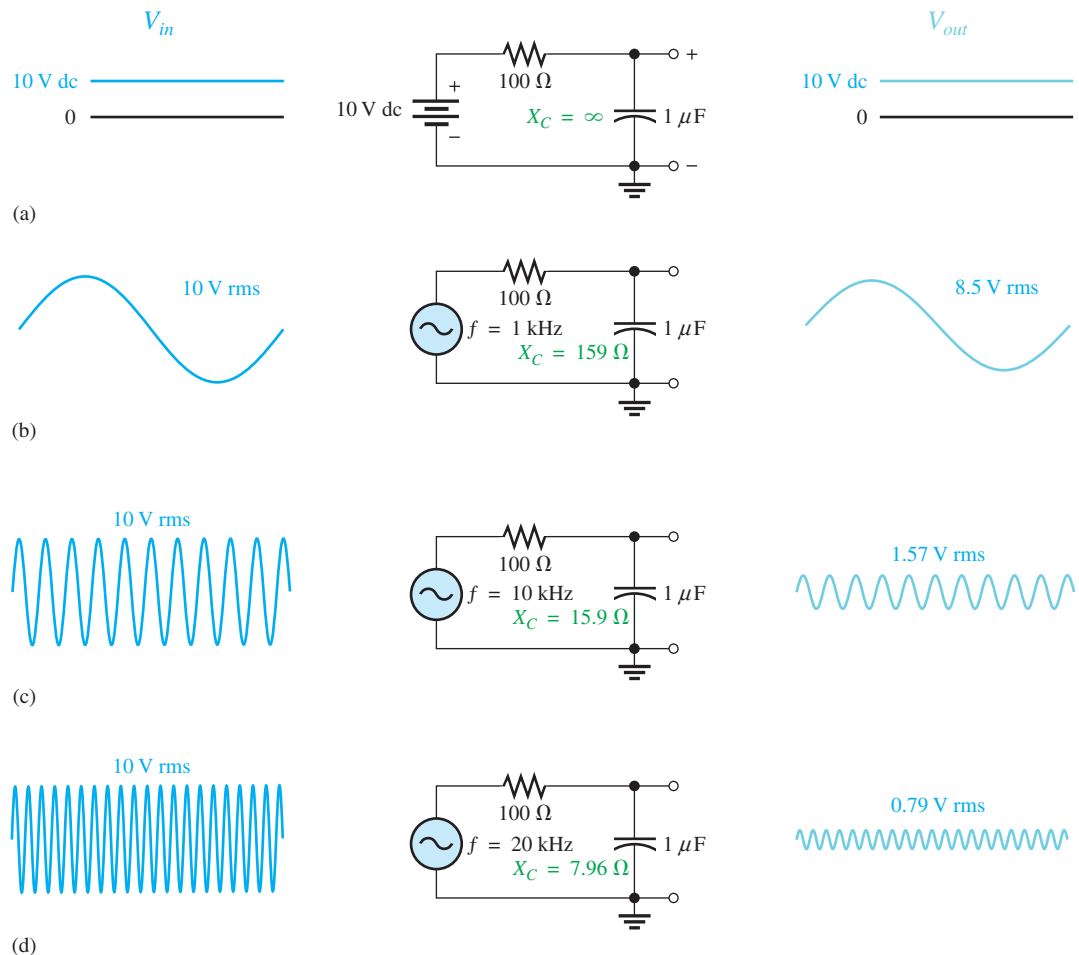 V_in
V_out
10 V dc
0
100 Ω
+
10 V dc
+
−
X_C = ∞
1 μF
−
10 V dc
0
(a)
10 V rms
100 Ω
f = 1 kHz
X_C = 159 Ω
1 μF
8.5 V rms
(b)
10 V rms
100 Ω
f = 10 kHz
X_C = 15.9 Ω
1 μF
1.57 V rms
(c)
10 V rms
100 Ω
f = 20 kHz
X_C = 7.96 Ω
1 μF
0.79 V rms
(d)